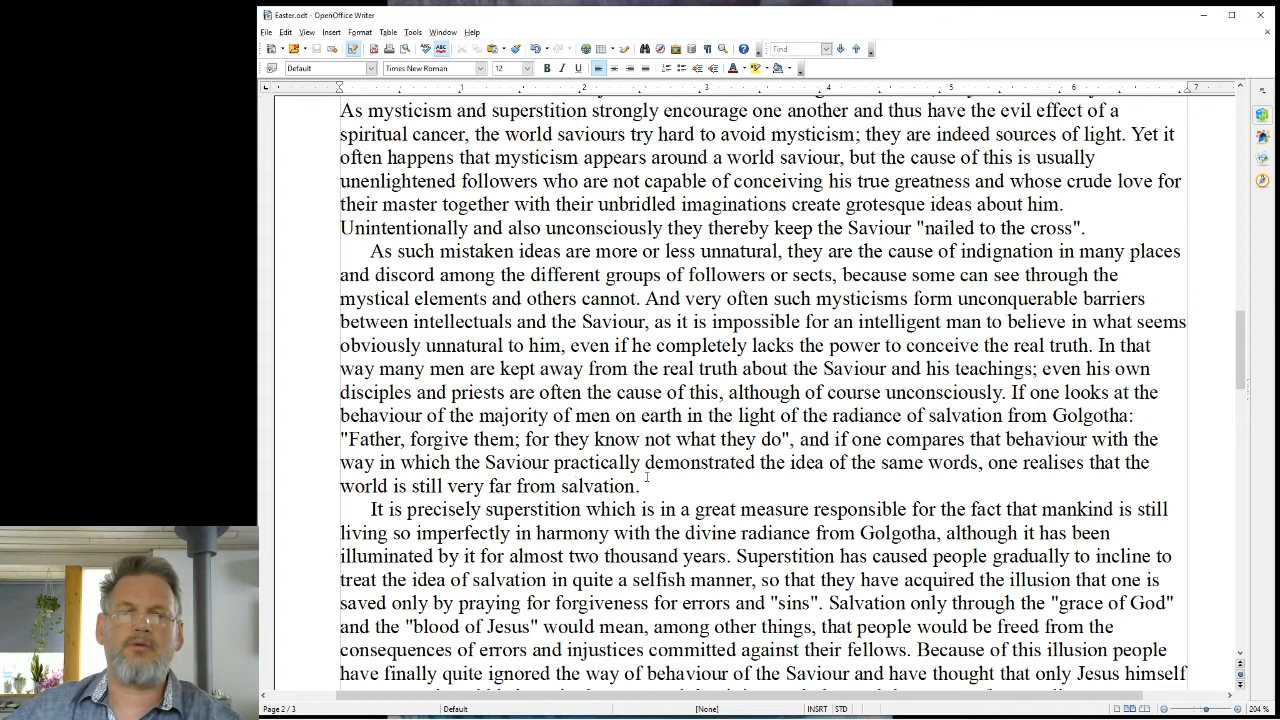 Easter.odt - OpenOffice Writer
File Edit View Insert Format Table Tools Window Help
Find
Default Times New Roman 12
1 2 3 4 5 6 7
As mysticism and superstition strongly encourage one another and thus have the evil effect of a
spiritual cancer, the world saviours try hard to avoid mysticism; they are indeed sources of light. Yet it
often happens that mysticism appears around a world saviour, but the cause of this is usually
unenlightened followers who are not capable of conceiving his true greatness and whose crude love for
their master together with their unbridled imaginations create grotesque ideas about him.
Unintentionally and also unconsciously they thereby keep the Saviour "nailed to the cross".
As such mistaken ideas are more or less unnatural, they are the cause of indignation in many places
and discord among the different groups of followers or sects, because some can see through the
mystical elements and others cannot. And very often such mysticisms form unconquerable barriers
between intellectuals and the Saviour, as it is impossible for an intelligent man to believe in what seems
obviously unnatural to him, even if he completely lacks the power to conceive the real truth. In that
way many men are kept away from the real truth about the Saviour and his teachings; even his own
disciples and priests are often the cause of this, although of course unconsciously. If one looks at the
behaviour of the majority of men on earth in the light of the radiance of salvation from Golgotha:
"Father, forgive them; for they know not what they do", and if one compares that behaviour with the
way in which the Saviour practically demonstrated the idea of the same words, one realises that the
world is still very far from salvation.
It is precisely superstition which is in a great measure responsible for the fact that mankind is still
living so imperfectly in harmony with the divine radiance from Golgotha, although it has been
illuminated by it for almost two thousand years. Superstition has caused people gradually to incline to
treat the idea of salvation in quite a selfish manner, so that they have acquired the illusion that one is
saved only by praying for forgiveness for errors and "sins". Salvation only through the "grace of God"
and the "blood of Jesus" would mean, among other things, that people would be freed from the
consequences of errors and injustices committed against their fellows. Because of this illusion people
have finally quite ignored the way of behaviour of the Saviour and have thought that only Jesus himself
Page 2 / 3 Default [None] INSRT STD 204 %